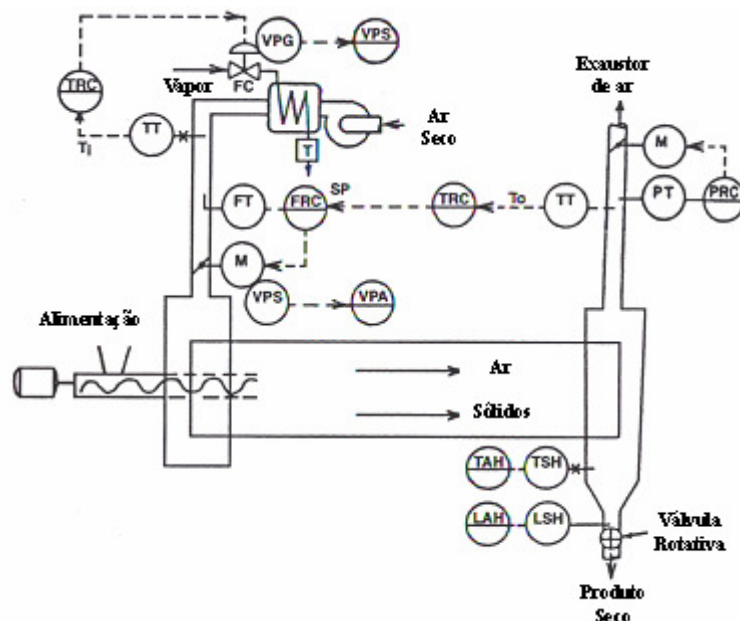 VPG
VPS
TRC
Vapor
FC
Exaustor
de ar
Ar
Seco
TT
Ti
T
M
SP
FT
FRC
TRC
To
TT
PT
PRC
M
VPS
VPA
Alimentação
Ar
Sólidos
TAH
TSH
LAH
LSH
Válvula
Rotativa
Produto
Seco